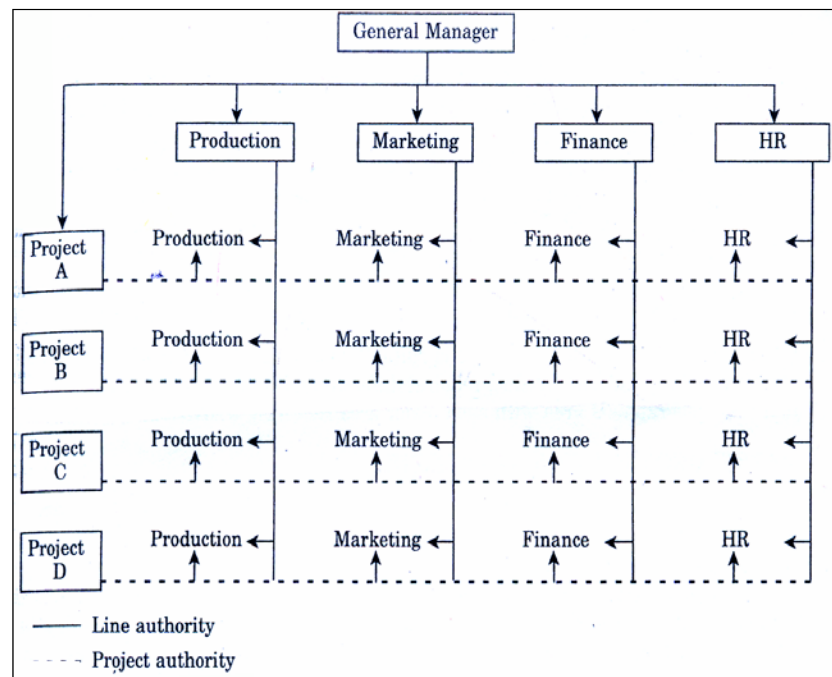 General Manager
Production Marketing Finance HR
Project
A
Production Marketing Finance HR
Project
B
Production Marketing Finance HR
Project
C
Production Marketing Finance HR
Project
D
Production Marketing Finance HR
Line authority
Project authority